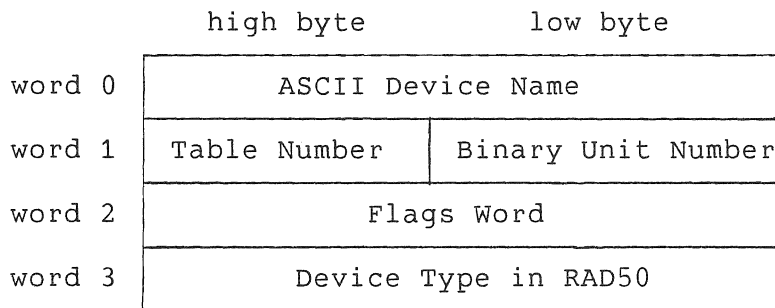 high byte low byte
word 0 ASCII Device Name
word 1 Table Number Binary Unit Number
word 2 Flags Word
word 3 Device Type in RAD50